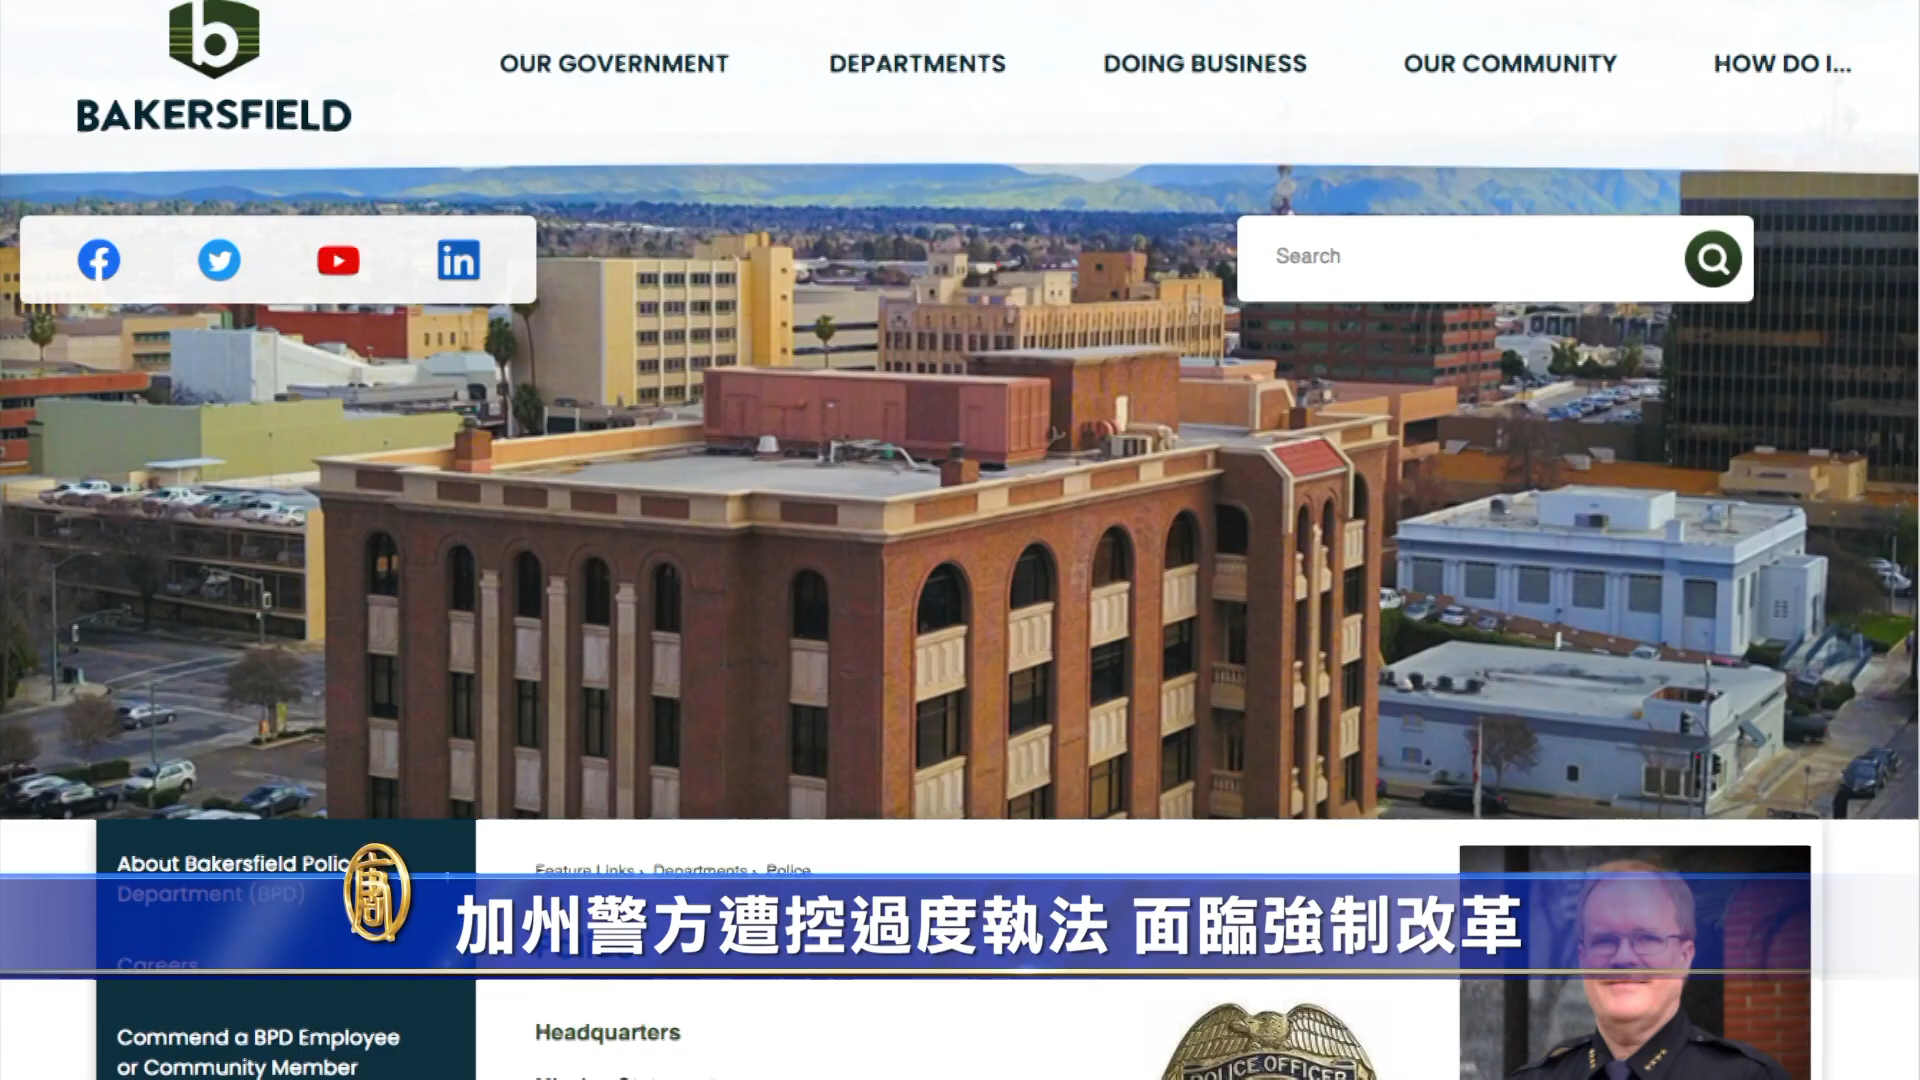 b
BAKERSFIELD
OUR GOVERNMENT
DEPARTMENTS
DOING BUSINESS
OUR COMMUNITY
HOW DO I...
Search
About Bakersfield Polic
Department (BPD)
Careers
Commend a BPD Employee
or Community Member
Feature Links › Departments › Police
唐
加州警方遭控過度執法 面臨強制改革
Headquarters
POLICE OFFICER